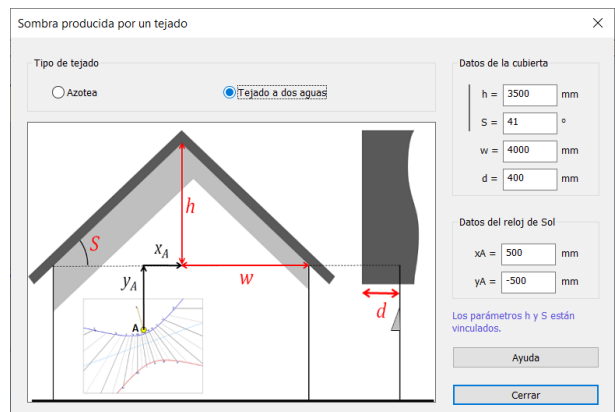 Sombra producida por un tejado
Tipo de tejado
Azotea
Tejado a dos aguas
h
S
xA
w
yA
A
d
Datos de la cubierta
h = 3500 mm
S = 41 º
w = 4000 mm
d = 400 mm
Datos del reloj de Sol
xA = 500 mm
yA = -500 mm
Los parámetros h y S están
vinculados.
Ayuda
Cerrar